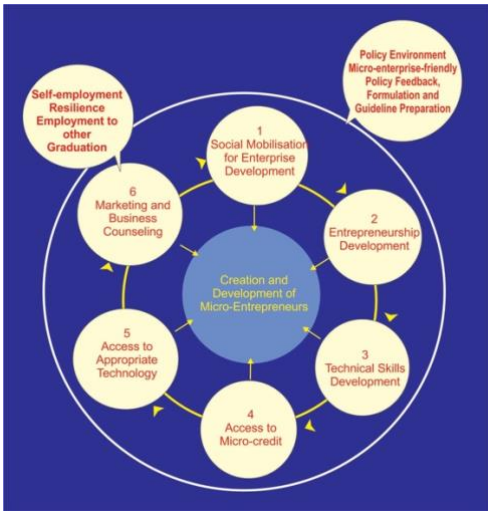 Policy Environment
Micro-enterprise-friendly
Policy Feedback,
Formulation and
Guideline Preparation
Self-employment
Resilience
Employment to
other
Graduation
1
Social Mobilisation
for Enterprise
Development
2
Entrepreneurship
Development
3
Technical Skills
Development
4
Access to
Micro-credit
5
Access to
Appropriate
Technology
6
Marketing and
Business
Counseling
Creation and
Development of
Micro-Entrepreneurs